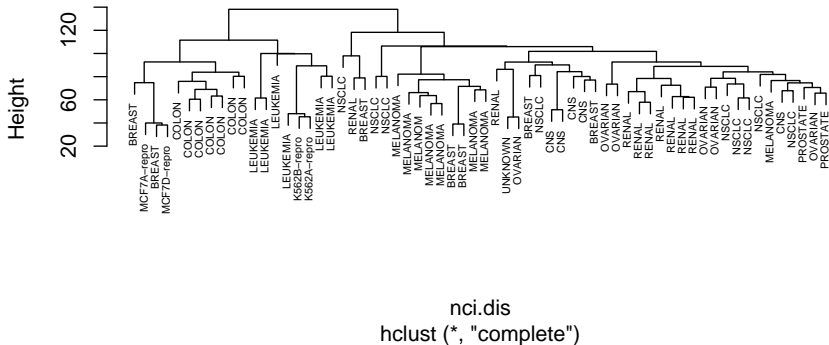 120
60
20
Height
BREAST
MCF7A−repro
BREAST
MCF7D−repro
COLON
COLON
COLON
COLON
COLON
COLON
COLON
LEUKEMIA
LEUKEMIA
LEUKEMIA
LEUKEMIA
K562B−repro
K562A−repro
LEUKEMIA
LEUKEMIA
NSCLC
RENAL
BREAST
NSCLC
NSCLC
MELANOMA
MELANOMA
MELANOM
MELANOMA
MELANOMA
BREAST
BREAST
MELANOMA
MELANOMA
RENAL
UNKNOWN
OVARIAN
BREAST
NSCLC
CNS
CNS
CNS
CNS
BREAST
OVARIAN
OVARIAN
RENAL
RENAL
RENAL
RENAL
RENAL
RENAL
RENAL
OVARIAN
OVARIAN
NSCLC
NSCLC
NSCLC
NSCLC
MELANOMA
CNS
NSCLC
PROSTATE
OVARIAN
PROSTATE
nci.dis
hclust (*, "complete")